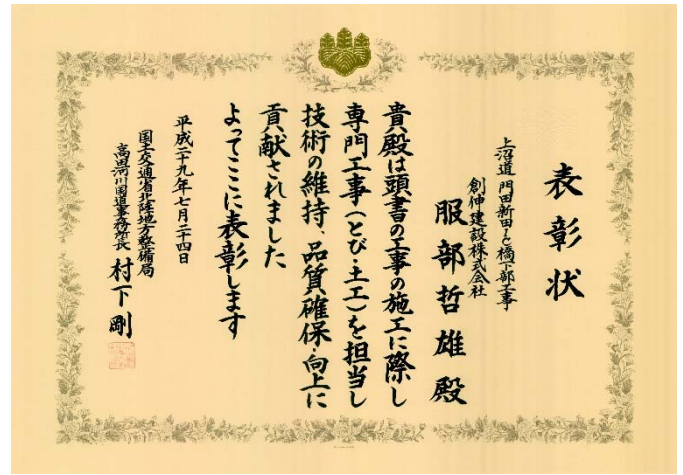 表彰状
上沼道 門田新田こ橋下部工事
創伸建設株式会社
服部哲雄殿
貴殿は頭書の工事の施工に際し
専門工事(とび・土工)を担当し
技術の維持、品質確保・向上に
貢献されました
よってここに表彰します
平成二十九年七月二十四日
国土交通省北陸地方整備局
高田河川国道事務所長 村下剛